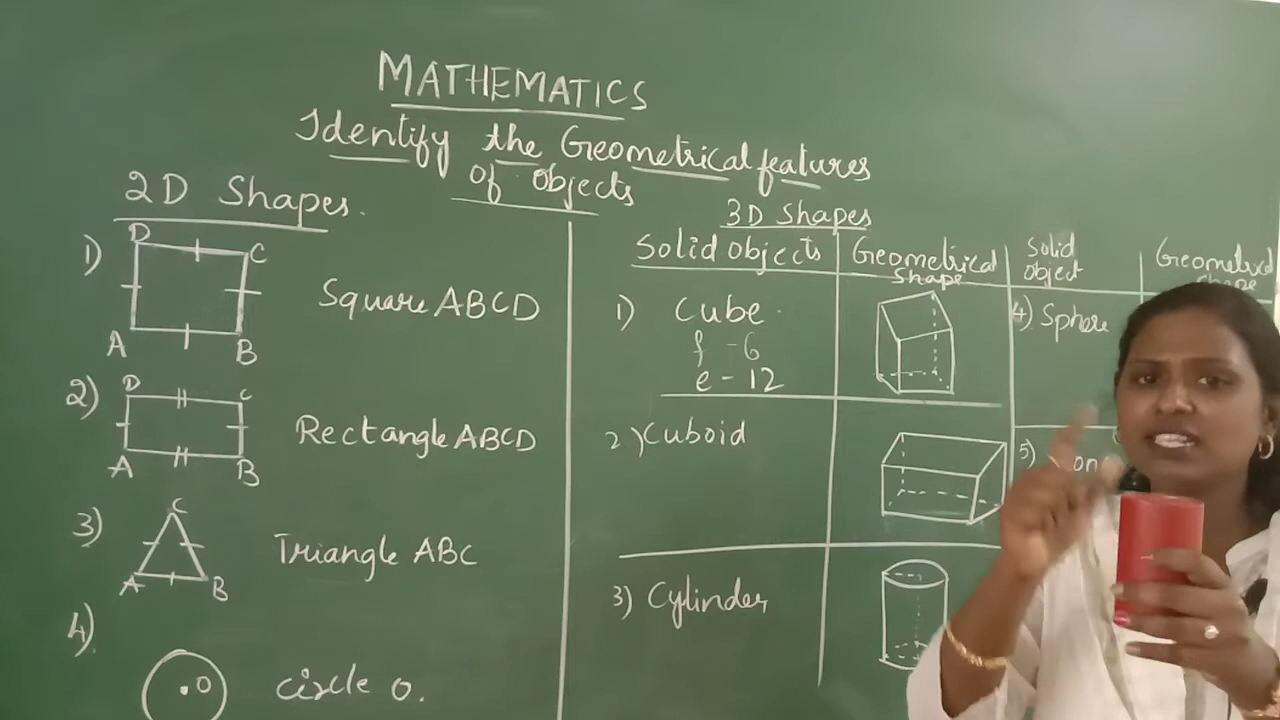 MATHEMATICS
Identify the Geometrical features
of Objects
2D Shapes.
1)
D
C
A
B
Square ABCD
2)
D
C
A
B
Rectangle ABCD
3)
C
A
B
Triangle ABC
4)
O
circle O.
3D Shapes
Solid Objects
Geometrical
Shape
Solid
Object
1) Cube
f - 6
e - 12
2) Cuboid
3) Cylinder
4) Sphere
5)